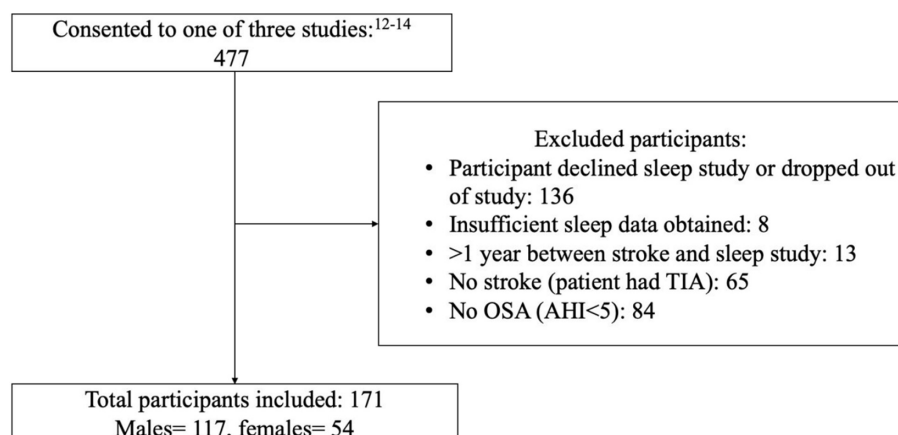 Consented to one of three studies:12-14
477
Excluded participants:
• Participant declined sleep study or dropped out
of study: 136
• Insufficient sleep data obtained: 8
• >1 year between stroke and sleep study: 13
• No stroke (patient had TIA): 65
• No OSA (AHI<5): 84
Total participants included: 171
Males= 117, females= 54